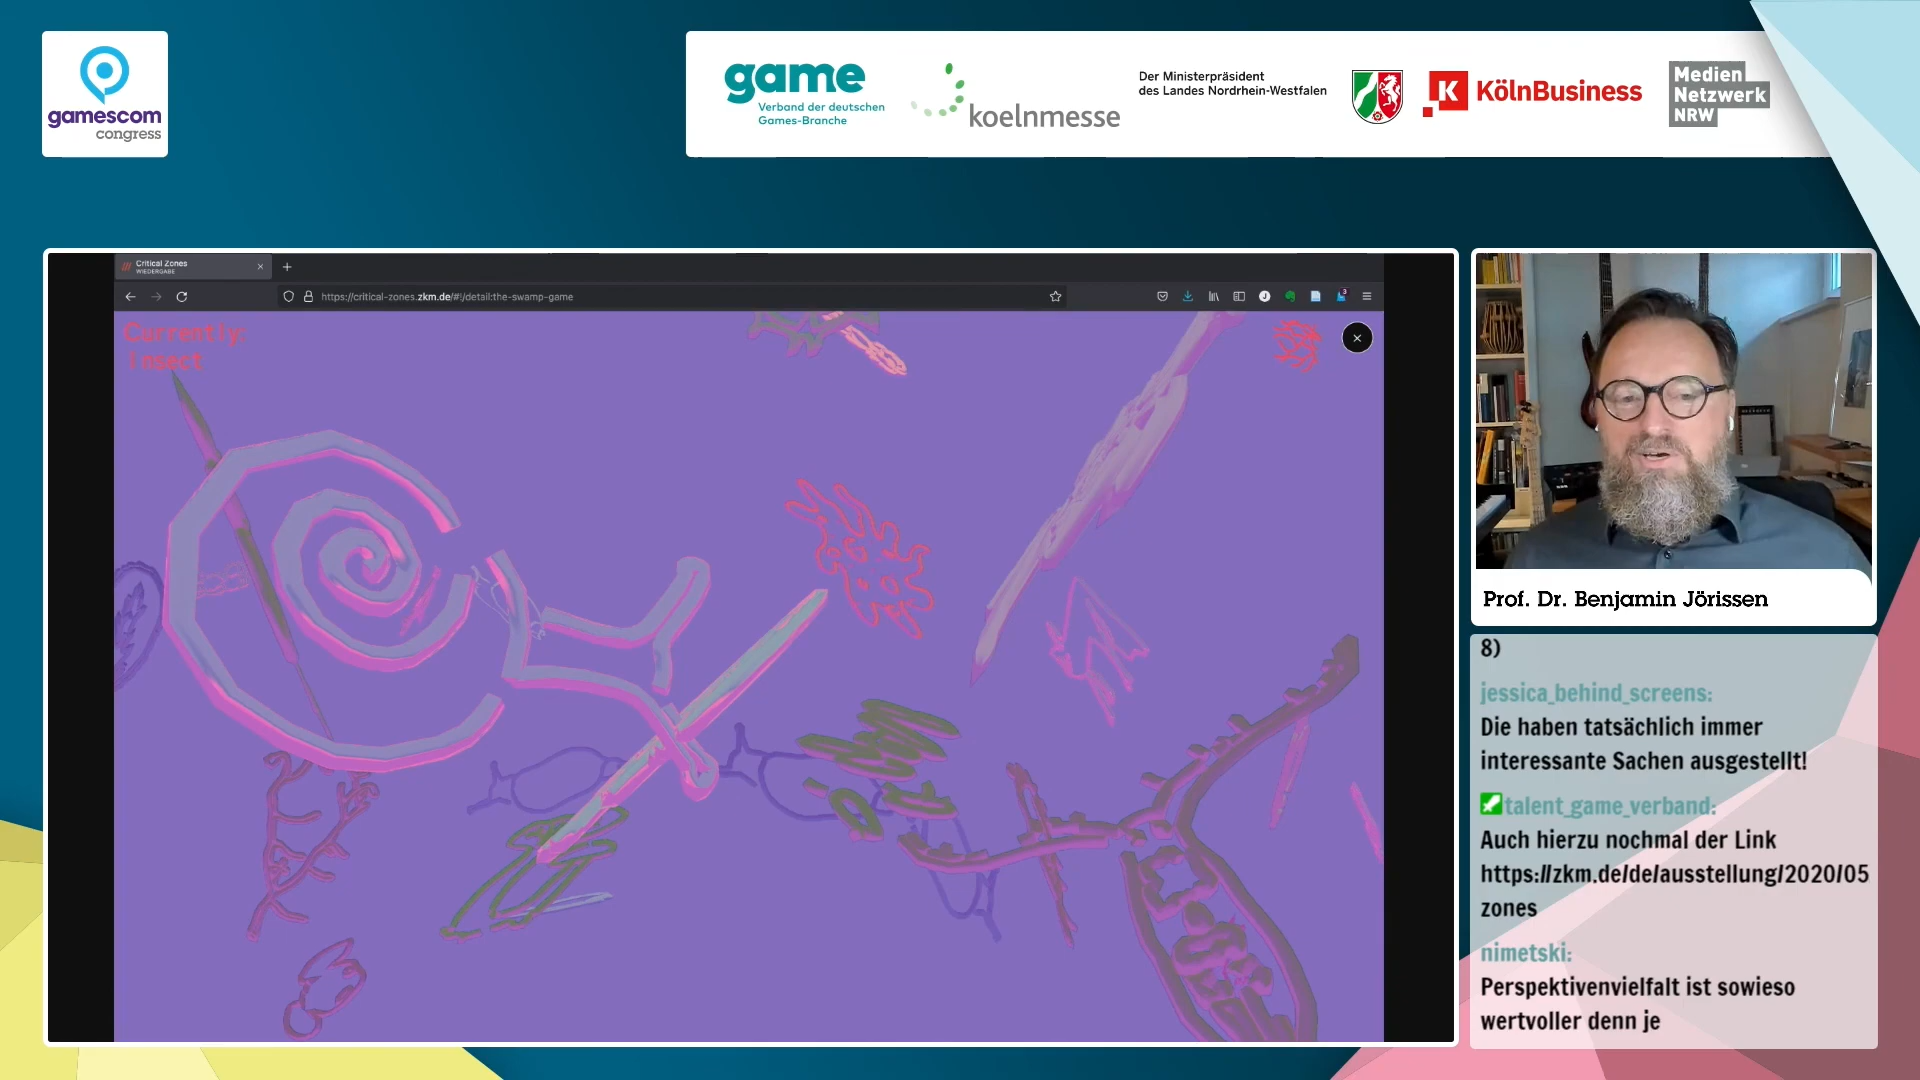 gamescom
congress
game
Verband der deutschen
Games-Branche
koelnmesse
Der Ministerpräsident
des Landes Nordrhein-Westfalen
K KölnBusiness
Medien
Netzwerk
NRW
Critical Zones
WIEDERGABE
https://critical-zones.zkm.de/#!/detail:the-swamp-game
Currently:
Insect
Prof. Dr. Benjamin Jörissen
8)
jessica_behind_screens:
Die haben tatsächlich immer
interessante Sachen ausgestellt!
talent_game_verband:
Auch hierzu nochmal der Link
https://zkm.de/de/ausstellung/2020/05
zones
nimetski:
Perspektivenvielfalt ist sowieso
wertvoller denn je